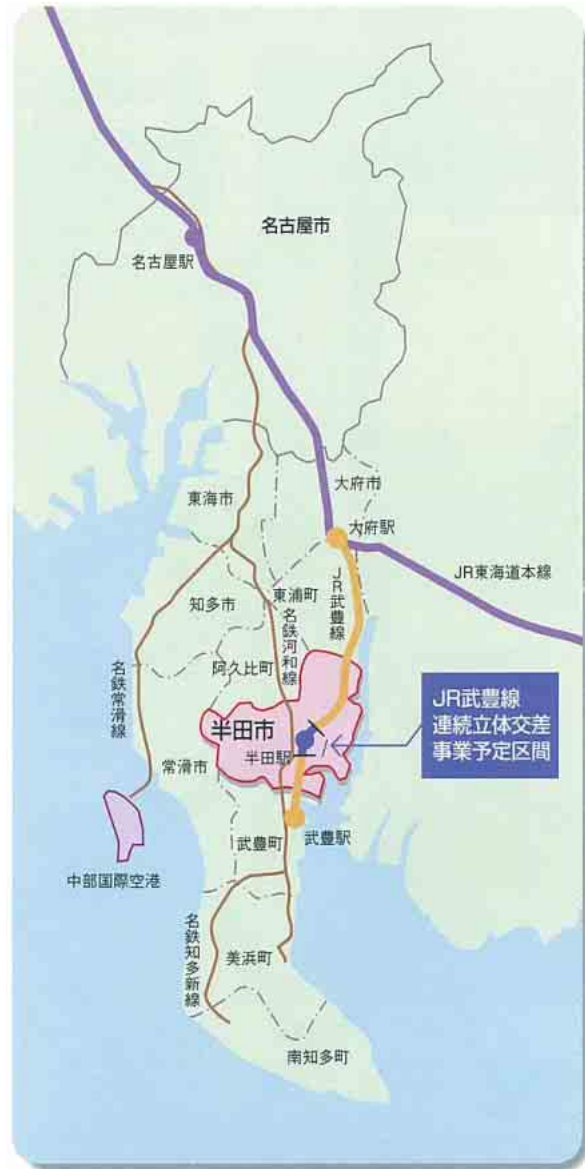 名古屋市
名古屋駅
大府市
東海市
大府駅
JR東海道本線
JR武豊線
東浦町
知多市
名鉄河和線
阿久比町
名鉄常滑線
JR武豊線
連続立体交差
事業予定区間
半田市
半田駅
常滑市
武豊町
武豊駅
中部国際空港
名鉄知多新線
美浜町
南知多町